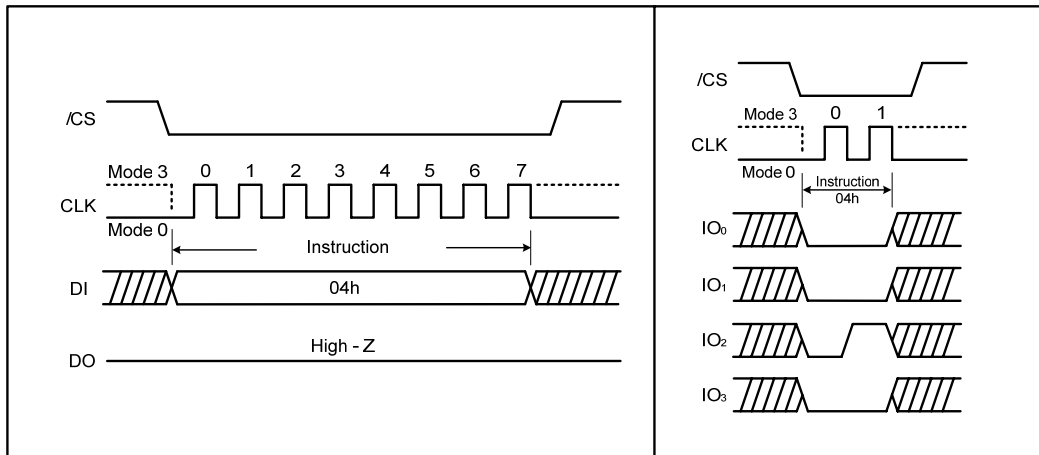 /CS
Mode 3 0 1 2 3 4 5 6 7
CLK
Mode 0
Instruction
DI 04h
High - Z
DO
/CS
Mode 3 0 1
CLK
Mode 0
Instruction
04h
IO₀
IO₁
IO₂
IO₃